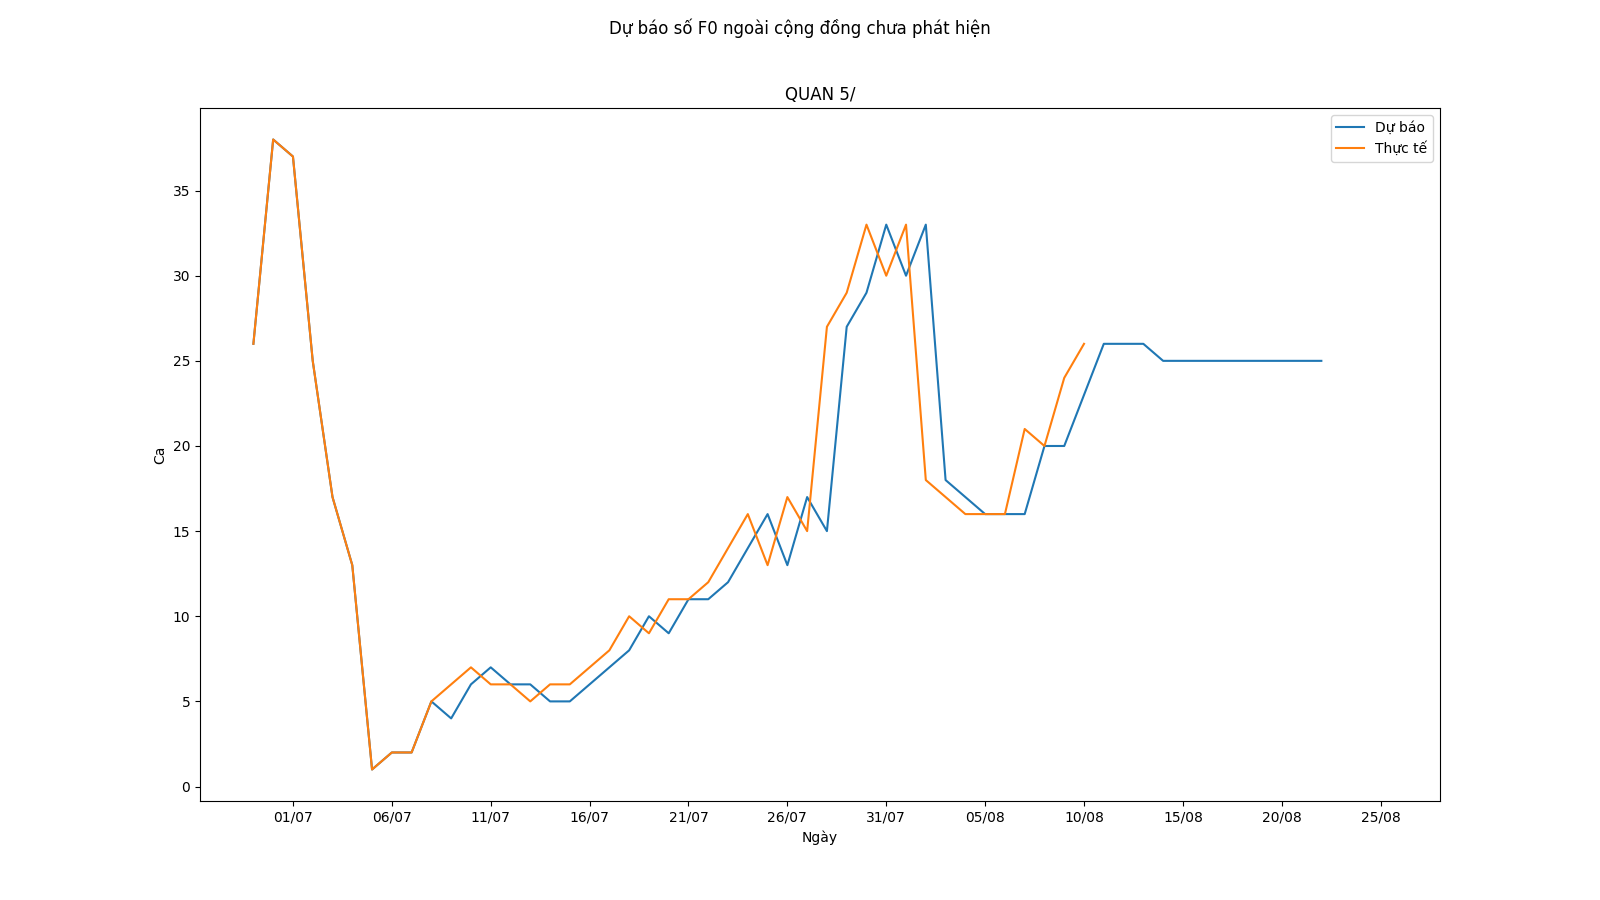 Dự báo số F0 ngoài cộng đồng chưa phát hiện
QUAN 5/
Dự báo
Thực tế
35
30
25
20
15
10
5
0
Ca
01/07 06/07 11/07 16/07 21/07 26/07 31/07 05/08 10/08 15/08 20/08 25/08
Ngày